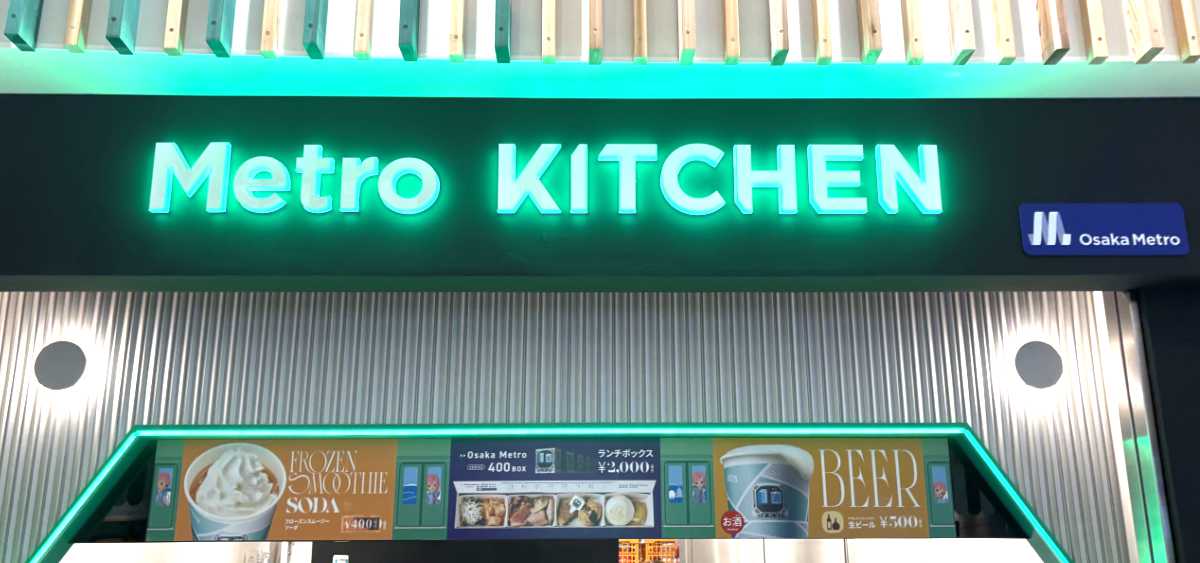 Metro KITCHEN
Osaka Metro
FROZEN
SMOOTHIE
SODA
フローズンスムージー
ソーダ
¥400
Osaka Metro
400 BOX
ランチボックス
¥2,000
BEER
お酒
生ビール ¥500